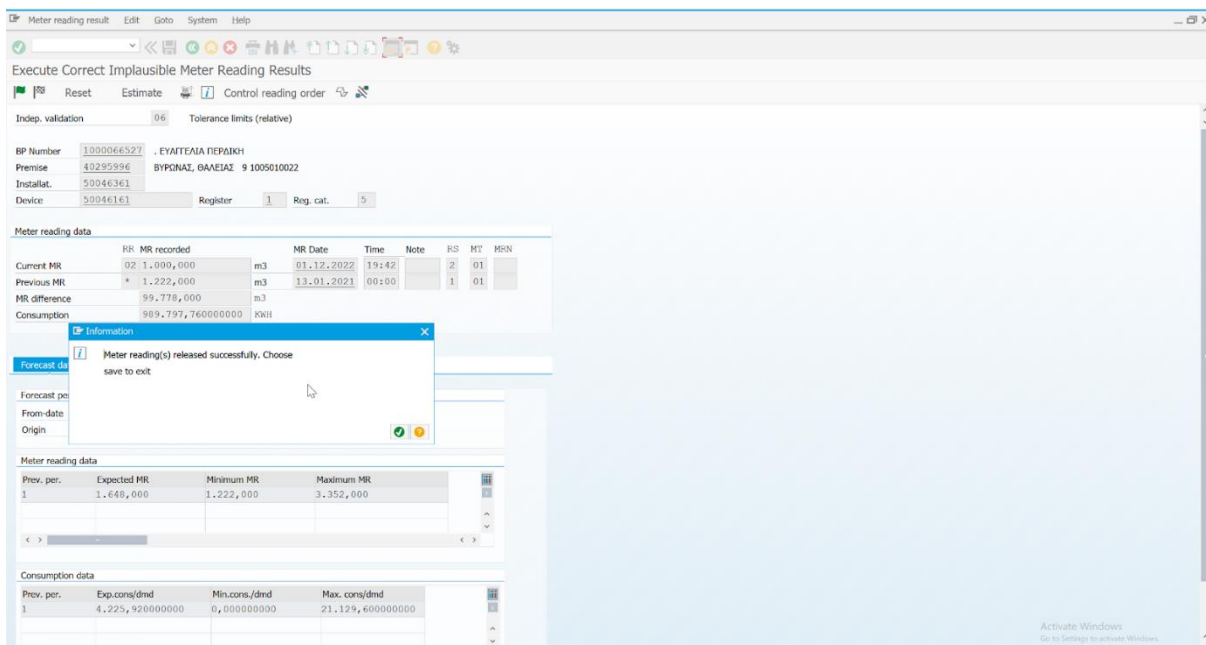 Meter reading result Edit Goto System Help
Execute Correct Implausible Meter Reading Results
Reset Estimate Control reading order
Indep. validation 06 Tolerance limits (relative)
BP Number 1000066527 . ΕΥΑΓΓΕΛΙΑ ΠΕΡΔΙΚΗ
Premise 40295996 ΒΥΡΩΝΑΣ, ΘΑΛΕΙΑΣ 9 1005010022
Installat. 50046361
Device 50046161 Register 1 Reg. cat. 5
Meter reading data
RR MR recorded MR Date Time Note RS MT MRN
Current MR 02 1.000,000 m3 01.12.2022 19:42 2 01
Previous MR * 1.222,000 m3 13.01.2021 00:00 1 01
MR difference 99.778,000 m3
Consumption 989.797,760000000 KWH
Information
Meter reading(s) released successfully. Choose
save to exit
Forecast da
Forecast pe
From-date
Origin
Meter reading data
Prev. per. Expected MR Minimum MR Maximum MR
1 1.648,000 1.222,000 3.352,000
Consumption data
Prev. per. Exp.cons/dmd Min.cons./dmd Max. cons/dmd
1 4.225,920000000 0,000000000 21.129,600000000
Activate Windows
Go to Settings to activate Windows.